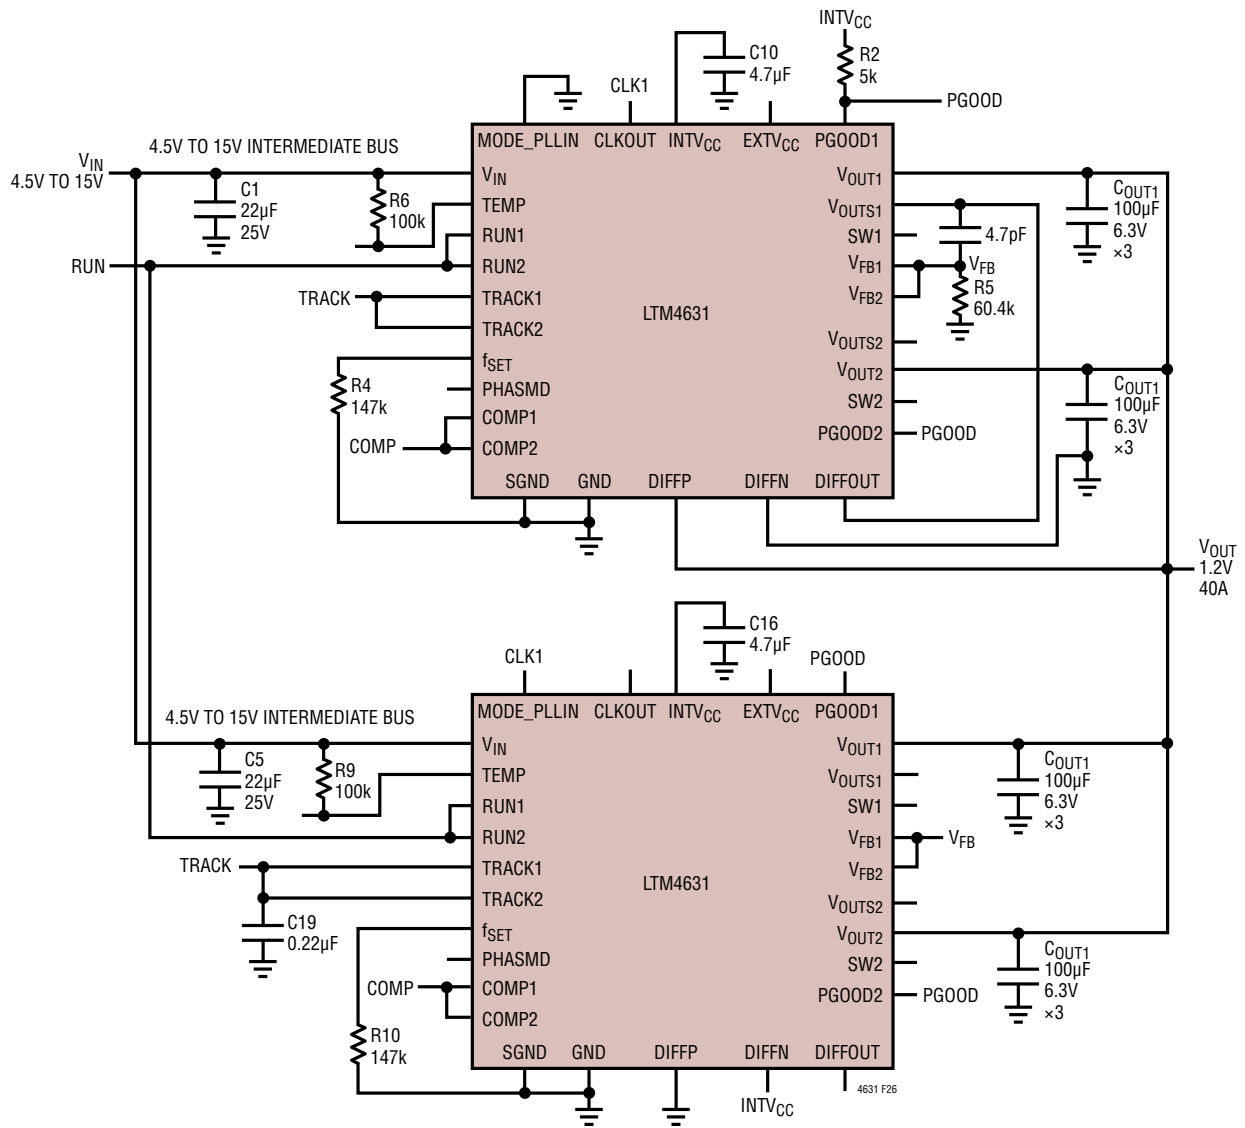 INTVCC
R2
5k
PGOOD
C10
4.7µF
CLK1
MODE_PLLIN
CLKOUT
INTVCC
EXTVCC
PGOOD1
4.5V TO 15V INTERMEDIATE BUS
VIN
4.5V TO 15V
C1
22µF
25V
R6
100k
RUN
TRACK
R4
147k
COMP
VIN
TEMP
RUN1
RUN2
TRACK1
TRACK2
fSET
PHASMD
COMP1
COMP2
LTM4631
VOUT1
VOUTS1
SW1
VFB1
VFB2
VOUTS2
VOUT2
SW2
PGOOD2
PGOOD
SGND
GND
DIFFP
DIFFN
DIFFOUT
4.7pF
VFB
R5
60.4k
COUT1
100µF
6.3V
×3
COUT1
100µF
6.3V
×3
VOUT
1.2V
40A
C16
4.7µF
CLK1
PGOOD
MODE_PLLIN
CLKOUT
INTVCC
EXTVCC
PGOOD1
4.5V TO 15V INTERMEDIATE BUS
C5
22µF
25V
R9
100k
TRACK
C19
0.22µF
COMP
R10
147k
VIN
TEMP
RUN1
RUN2
TRACK1
TRACK2
fSET
PHASMD
COMP1
COMP2
LTM4631
VOUT1
VOUTS1
SW1
VFB1
VFB2
VOUTS2
VOUT2
SW2
PGOOD2
PGOOD
VFB
COUT1
100µF
6.3V
×3
COUT1
100µF
6.3V
×3
SGND
GND
DIFFP
DIFFN
DIFFOUT
INTVCC
4631 F26